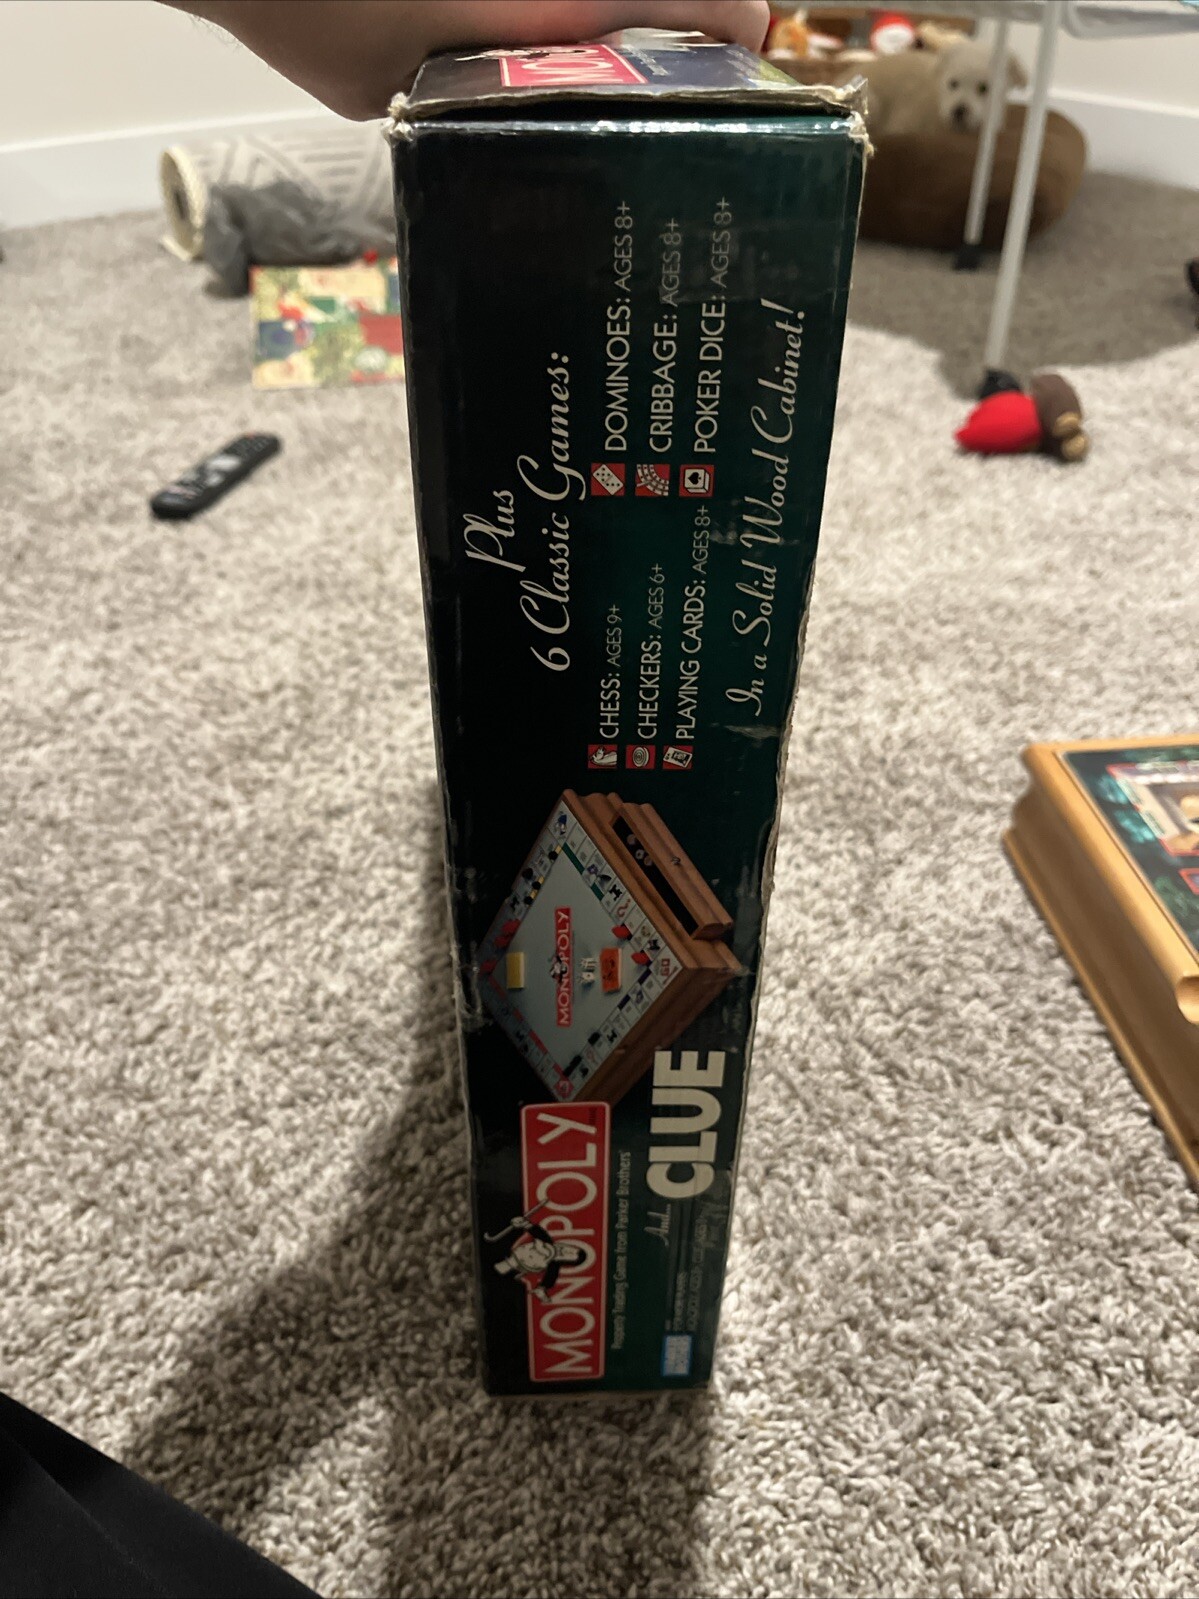 MONOPOLY
Property Trading Game from Parker Brothers
And...
CLUE
MONOPOLY
GO
Plus
6 Classic Games:
CHESS: AGES 9+
CHECKERS: AGES 6+
PLAYING CARDS: AGES 8+
DOMINOES: AGES 8+
CRIBBAGE: AGES 8+
POKER DICE: AGES 8+
In a Solid Wood Cabinet!